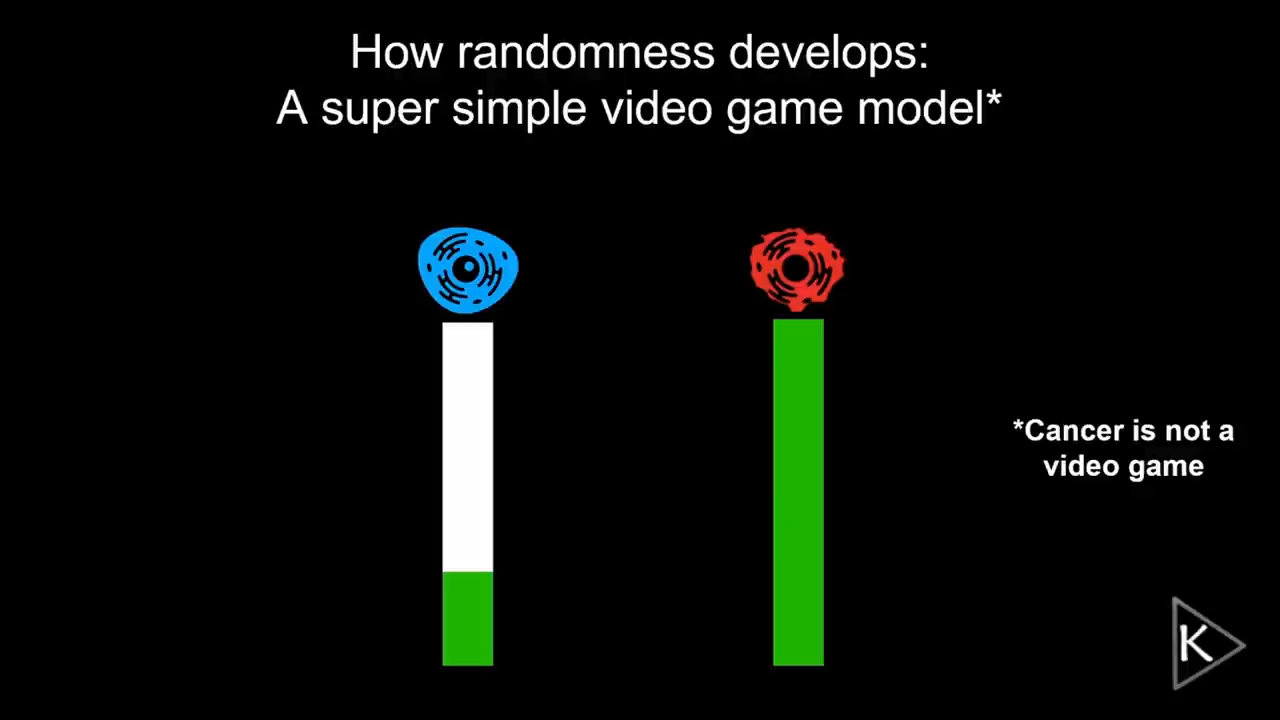 How randomness develops:
A super simple video game model*
*Cancer is not a
video game
K